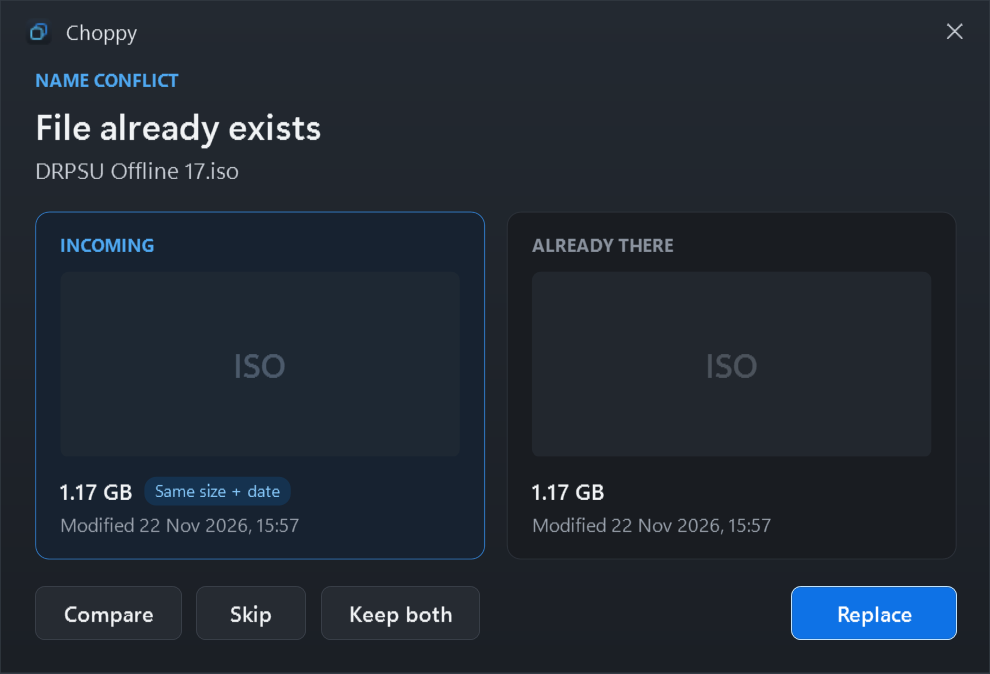 Choppy
NAME CONFLICT
File already exists
DRPSU Offline 17.iso
INCOMING
ISO
1.17 GB Same size + date
Modified 22 Nov 2026, 15:57
ALREADY THERE
ISO
1.17 GB
Modified 22 Nov 2026, 15:57
Compare Skip Keep both Replace